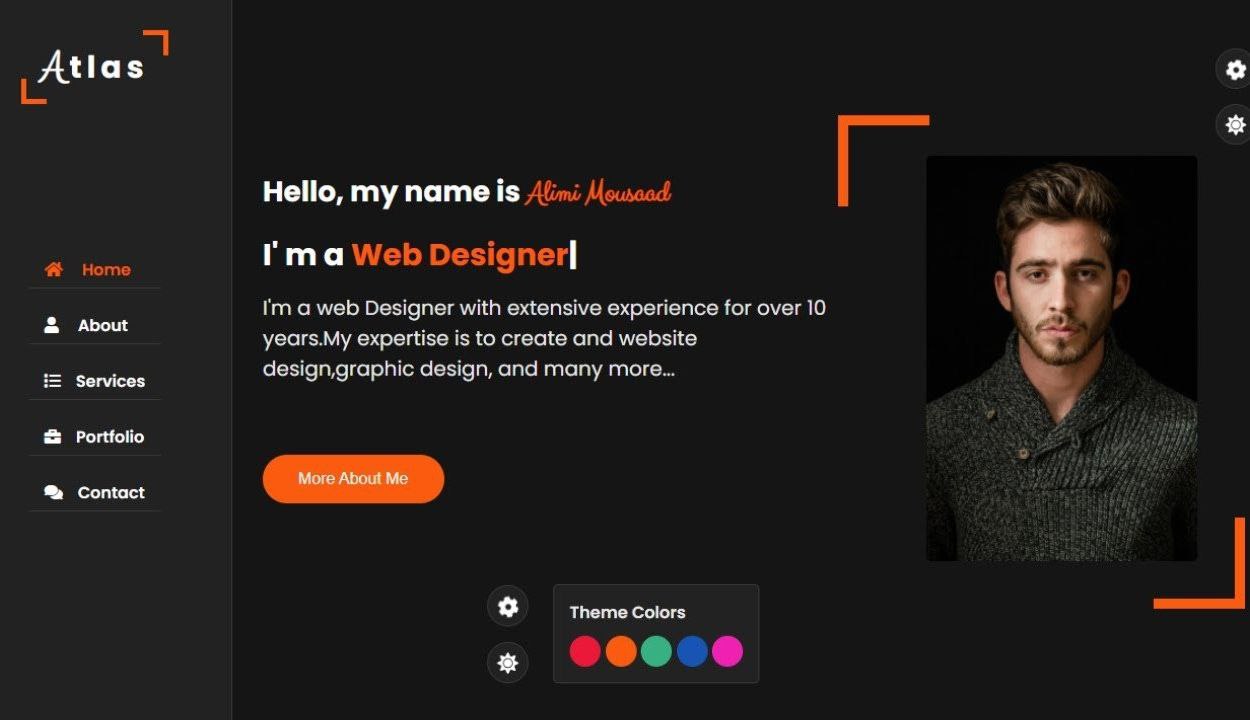 Atlas
Home
About
Services
Portfolio
Contact
Hello, my name is Alimi Mousaad
I' m a Web Designer|
I'm a web Designer with extensive experience for over 10
years.My expertise is to create and website
design,graphic design, and many more...
More About Me
Theme Colors